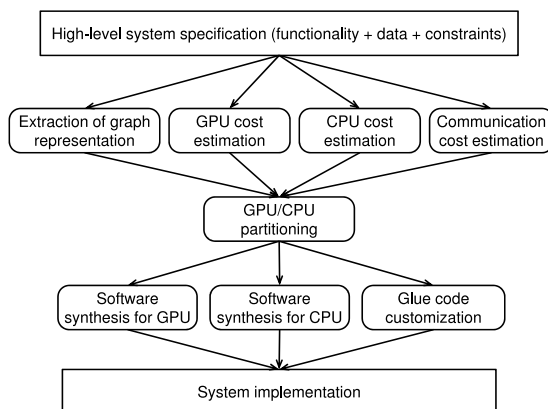 High-level system specification (functionality + data + constraints)
Extraction of graph
representation
GPU cost
estimation
CPU cost
estimation
Communication
cost estimation
GPU/CPU
partitioning
Software
synthesis for GPU
Software
synthesis for CPU
Glue code
customization
System implementation